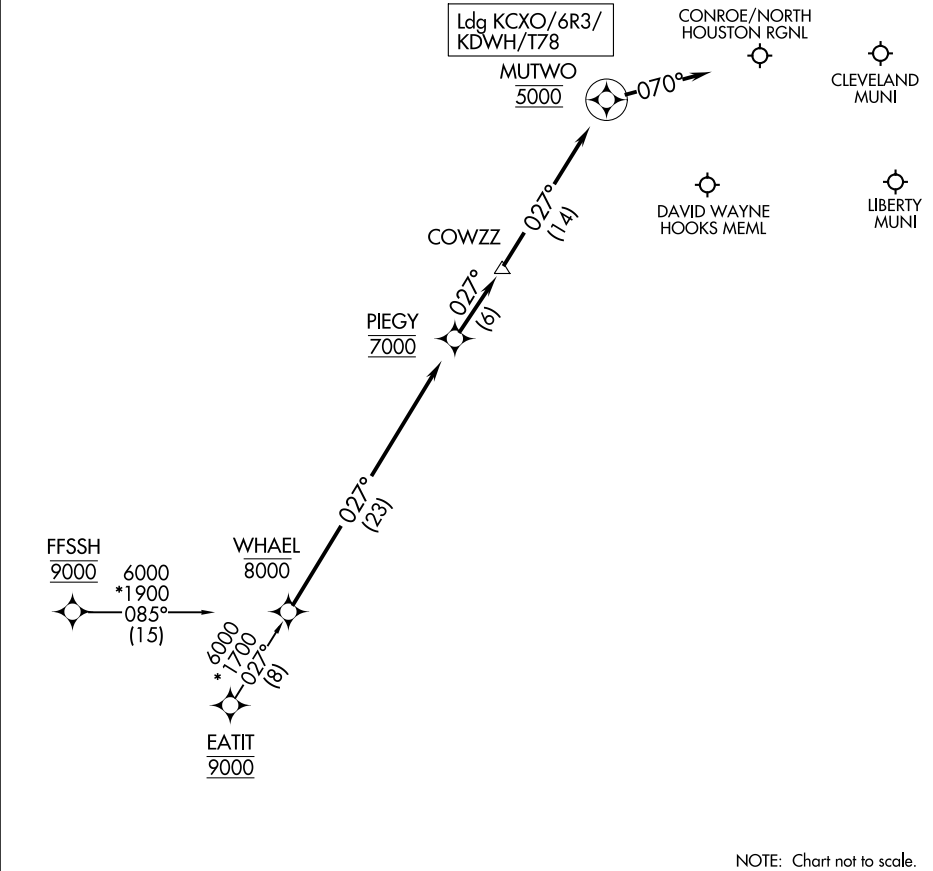 Ldg KCXO/6R3/
KDWH/T78
CONROE/NORTH
HOUSTON RGNL
MUTWO
5000
070°
CLEVELAND
MUNI
027°
(14)
DAVID WAYNE
HOOKS MEML
LIBERTY
MUNI
COWZZ
027°
(6)
PIEGY
7000
027°
(23)
FFSSH
9000
6000
*1900
085°
(15)
WHAEL
8000
6000
*1700
027°
(8)
EATIT
9000
NOTE: Chart not to scale.